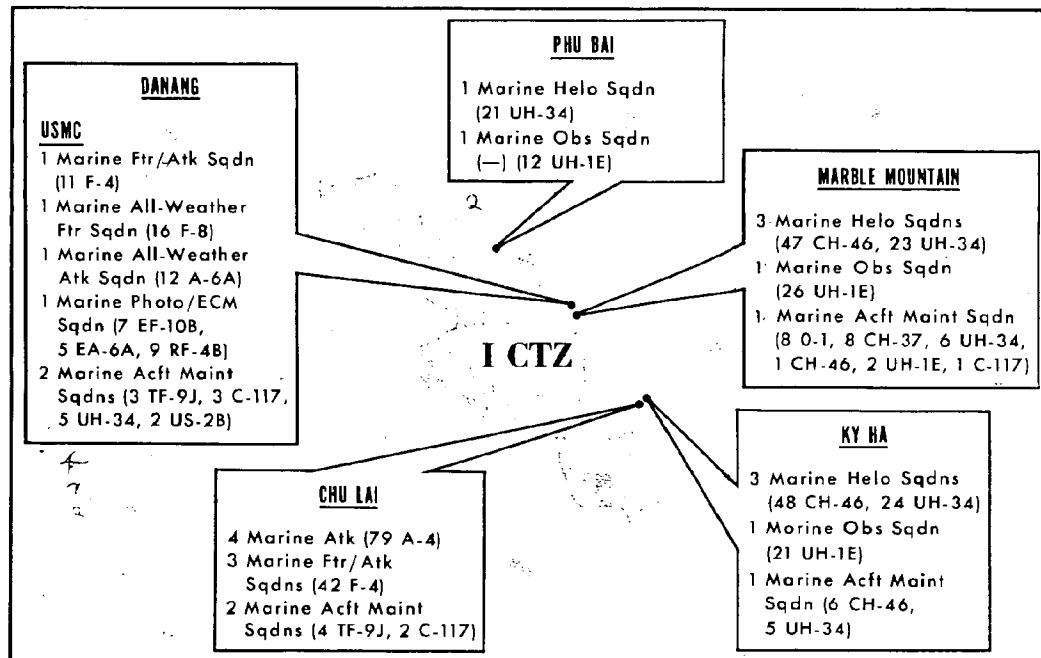 DANANG
USMC
1 Marine Ftr/Atk Sqdn
(11 F-4)
1 Marine All-Weather
Ftr Sqdn (16 F-8)
1 Marine All-Weather
Atk Sqdn (12 A-6A)
1 Marine Photo/ECM
Sqdn (7 EF-10B,
5 EA-6A, 9 RF-4B)
2 Marine Acft Maint
Sqdns (3 TF-9J, 3 C-117,
5 UH-34, 2 US-2B)
PHU BAI
1 Marine Helo Sqdn
(21 UH-34)
1 Marine Obs Sqdn
(—) (12 UH-1E)
2
MARBLE MOUNTAIN
3 Marine Helo Sqdns
(47 CH-46, 23 UH-34)
1 Marine Obs Sqdn
(26 UH-1E)
1 Marine Acft Maint Sqdn
(8 0-1, 8 CH-37, 6 UH-34,
1 CH-46, 2 UH-1E, 1 C-117)
I CTZ
CHU LAI
4 Marine Atk (79 A-4)
3 Marine Ftr/Atk
Sqdns (42 F-4)
2 Marine Acft Maint
Sqdns (4 TF-9J, 2 C-117)
KY HA
3 Marine Helo Sqdns
(48 CH-46, 24 UH-34)
1 Morine Obs Sqdn
(21 UH-1E)
1 Marine Acft Maint
Sqdn (6 CH-46,
5 UH-34)